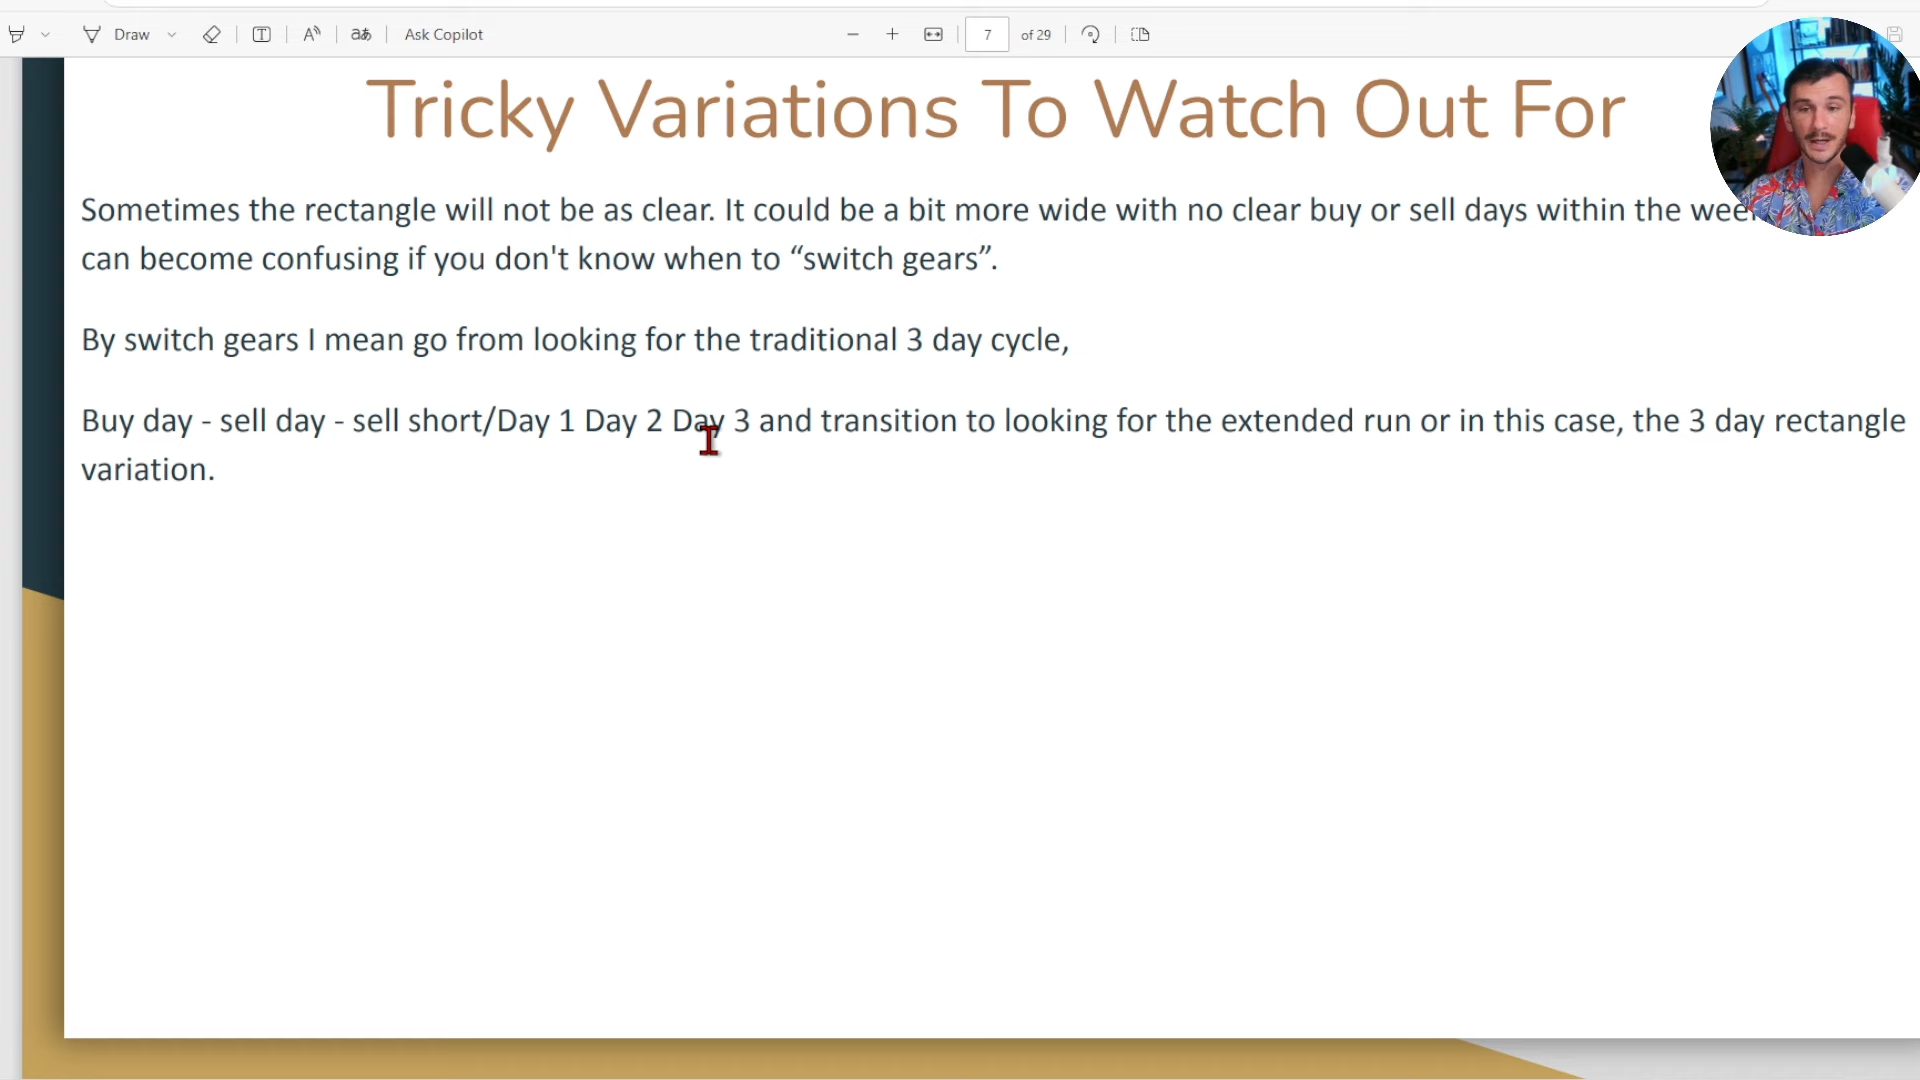 Draw
aあ
Ask Copilot
7
of 29
Tricky Variations To Watch Out For
Sometimes the rectangle will not be as clear. It could be a bit more wide with no clear buy or sell days within the
can become confusing if you don't know when to “switch gears”.
By switch gears I mean go from looking for the traditional 3 day cycle,
Buy day - sell day - sell short/Day 1 Day 2 Day 3 and transition to looking for the extended run or in this case, the 3 day rectangle
variation.